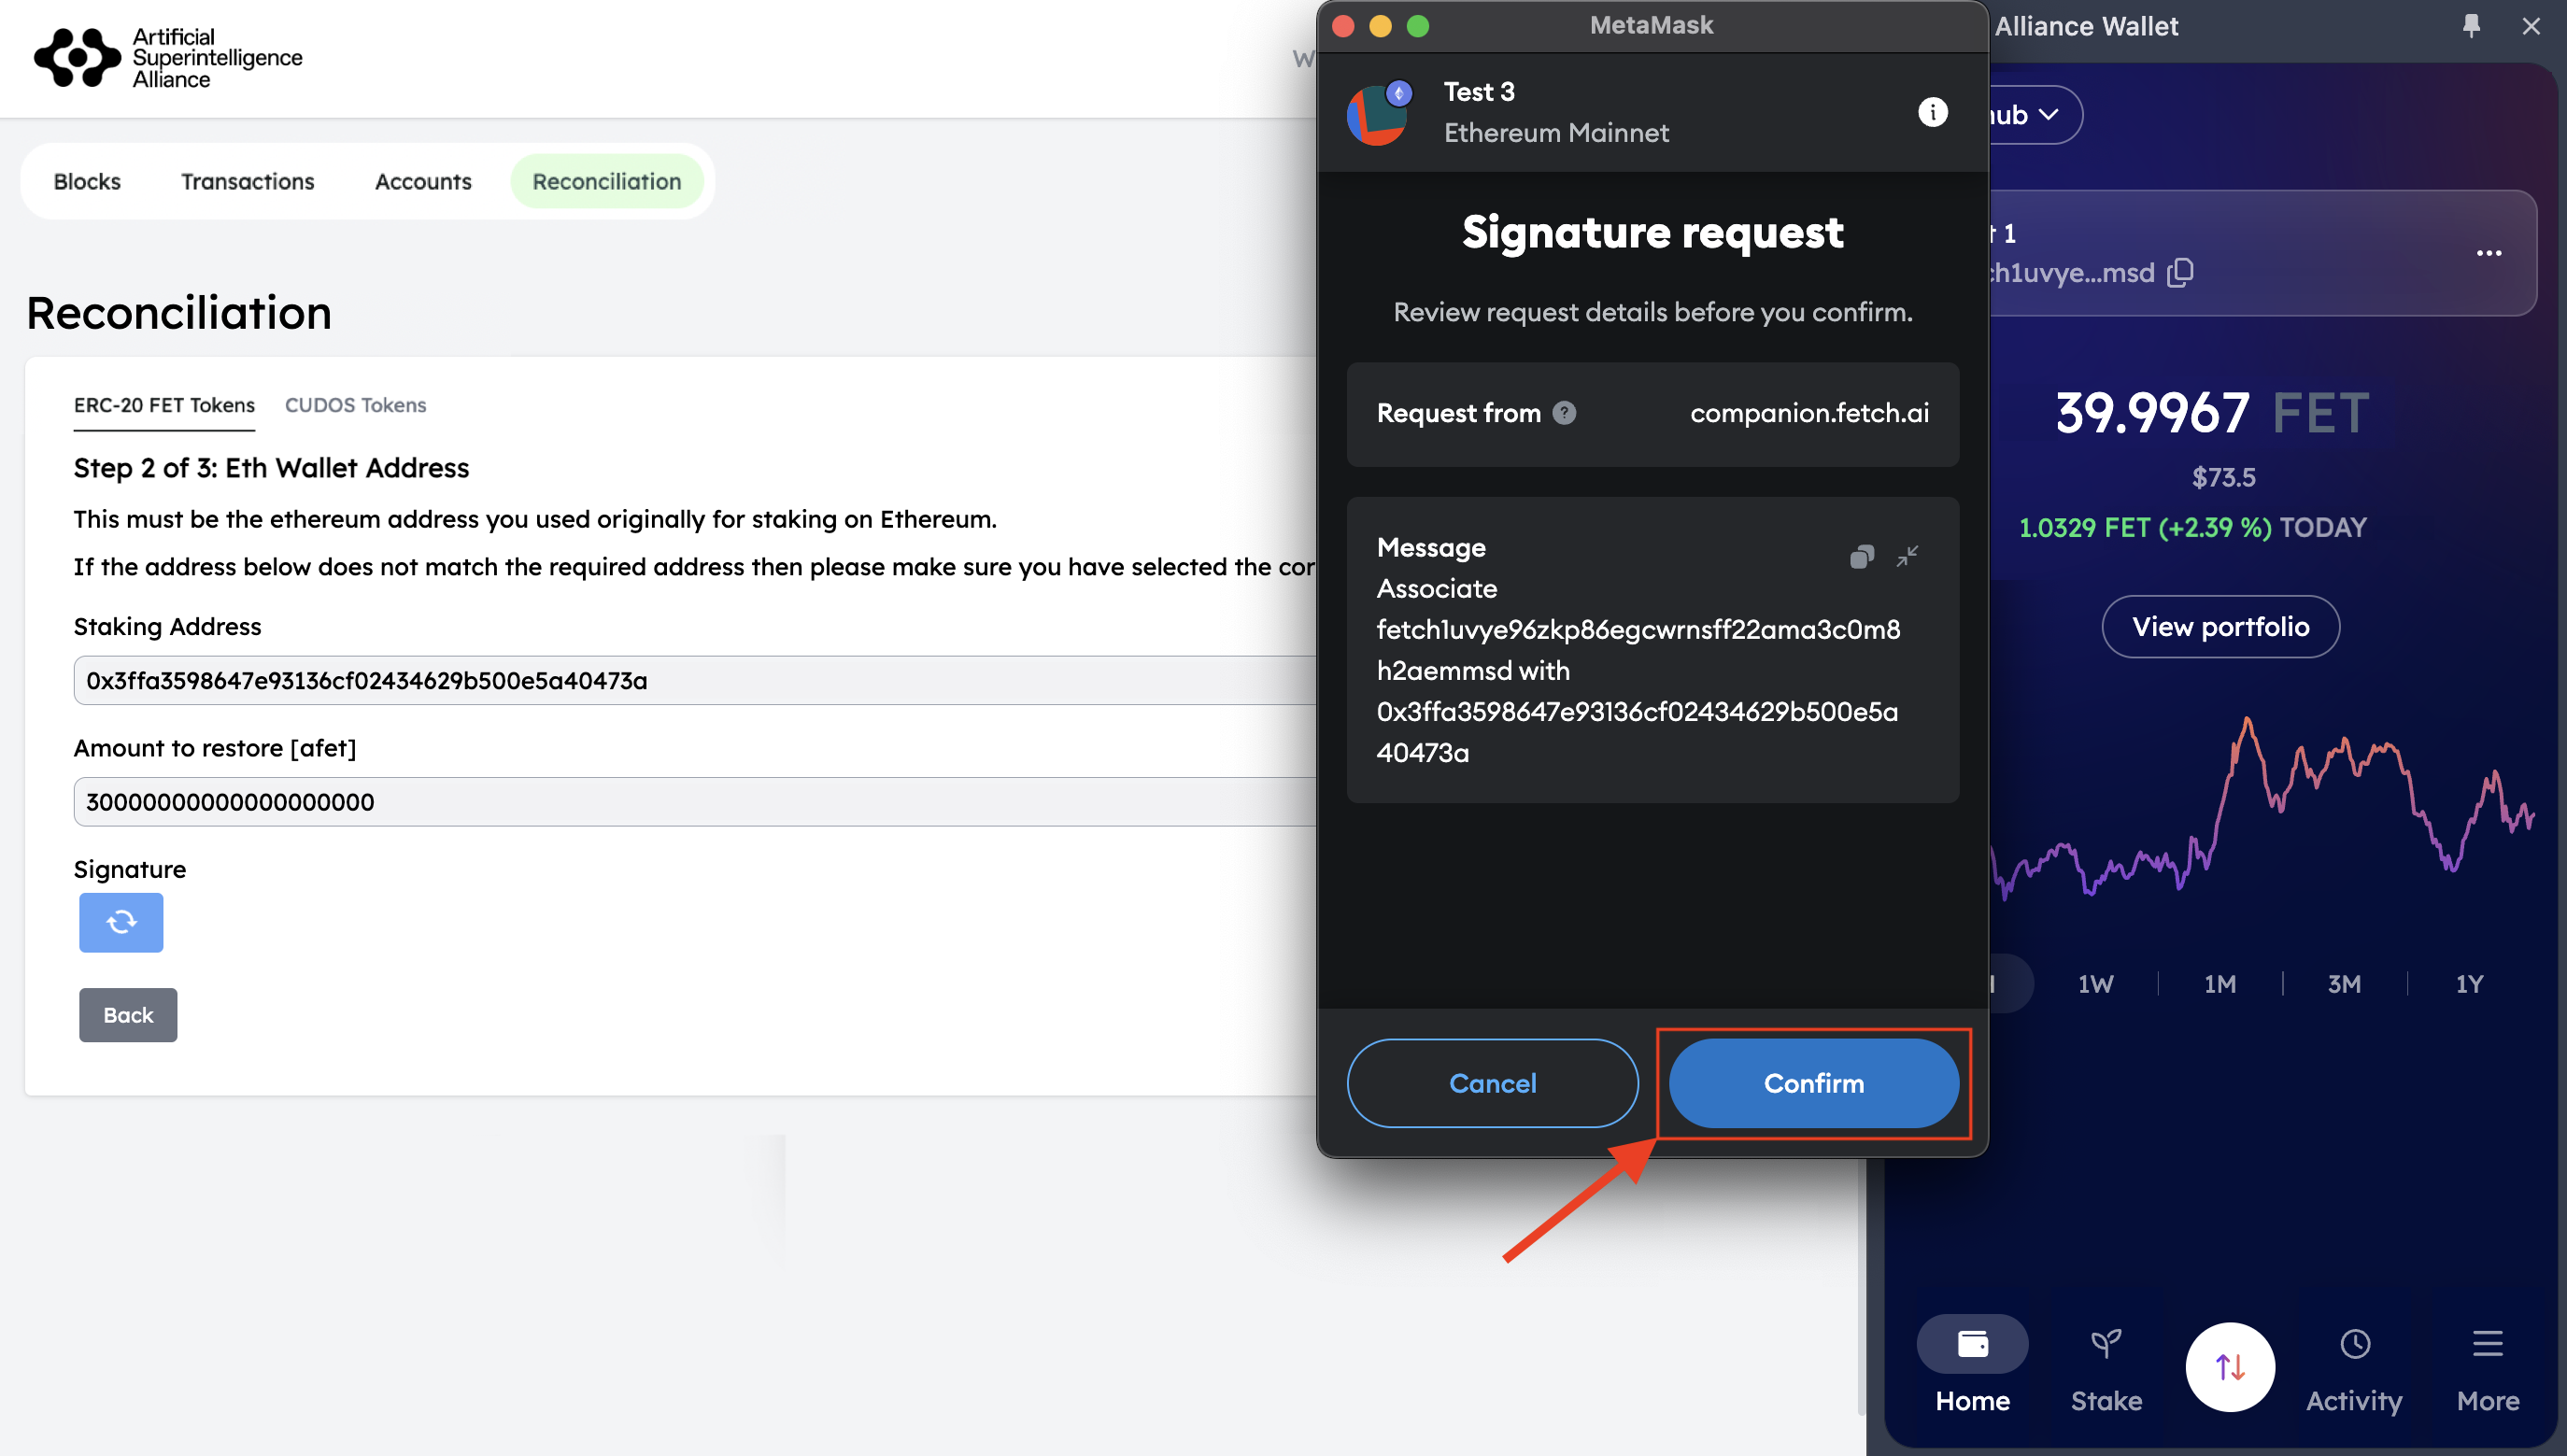 Artificial
Superintelligence
Alliance
Blocks
Transactions
Accounts
Reconciliation
Reconciliation
ERC-20 FET Tokens
CUDOS Tokens
Step 2 of 3: Eth Wallet Address
This must be the ethereum address you used originally for staking on Ethereum.
If the address below does not match the required address then please make sure you have selected the
Staking Address
0x3ffa3598647e93136cf02434629b500e5a40473a
Amount to restore [afet]
30000000000000000000
Signature
Back
MetaMask
Test 3
Ethereum Mainnet
Signature request
Review request details before you confirm.
Request from
companion.fetch.ai
Message
Associate
fetch1uvye96zkp86egcwrnsff22ama3c0m8
h2aemmsd with
0x3ffa3598647e93136cf02434629b500e5a
40473a
Cancel
Confirm
Alliance Wallet
1
ch1uvye...msd
39.9967 FET
$73.5
1.0329 FET (+2.39 %) TODAY
View portfolio
1W
1M
3M
1Y
Home
Stake
Activity
More